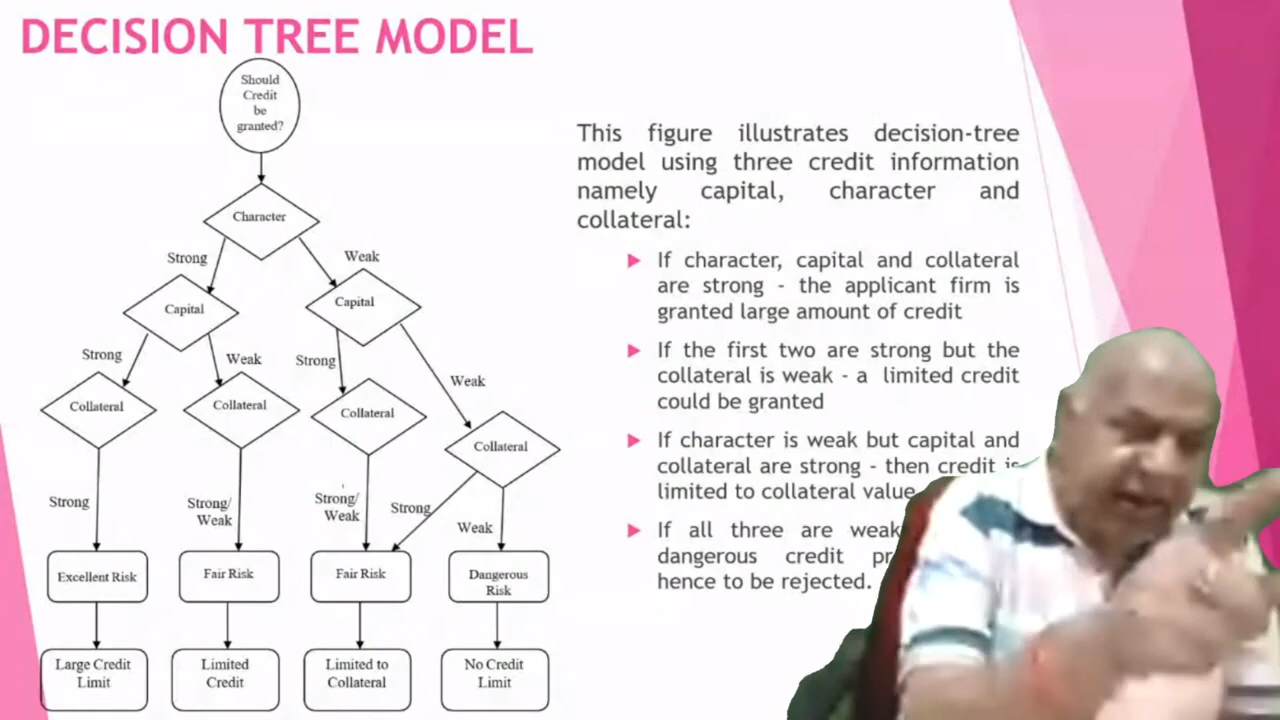 DECISION TREE MODEL
Should
Credit
be
granted?
Character
Strong
Weak
Capital
Capital
Strong
Weak
Strong
Weak
Collateral
Collateral
Collateral
Collateral
Strong
Strong/
Weak
Strong/
Weak
Strong
Weak
Excellent Risk
Fair Risk
Fair Risk
Dangerous
Risk
Large Credit
Limit
Limited
Credit
Limited to
Collateral
No Credit
Limit
This figure illustrates decision-tree
model using three credit information
namely capital, character and
collateral:
If character, capital and collateral
are strong - the applicant firm is
granted large amount of credit
If the first two are strong but the
collateral is weak - a limited credit
could be granted
If character is weak but capital and
collateral are strong - then credit is
limited to collateral value
If all three are weak
dangerous credit
hence to be rejected.